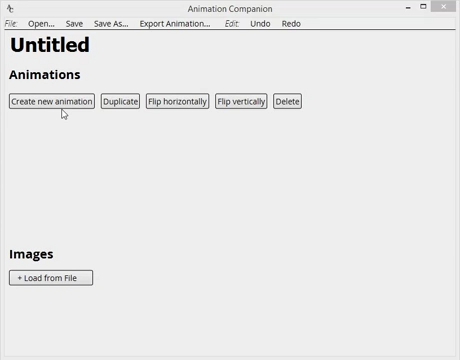 Animation Companion
File: Open... Save Save As... Export Animation... Edit: Undo Redo
Untitled
Animations
Create new animation Duplicate Flip horizontally Flip vertically Delete
Images
+ Load from File